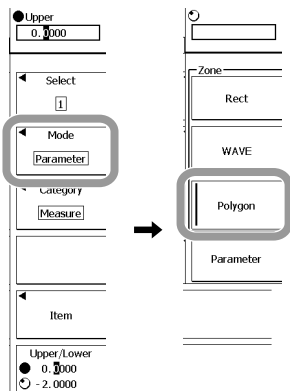 Upper
0.0000
Select
1
Mode
Parameter
Category
Measure
Item
Upper/Lower
0.0000
-2.0000
Zone
Rect
WAVE
Polygon
Parameter